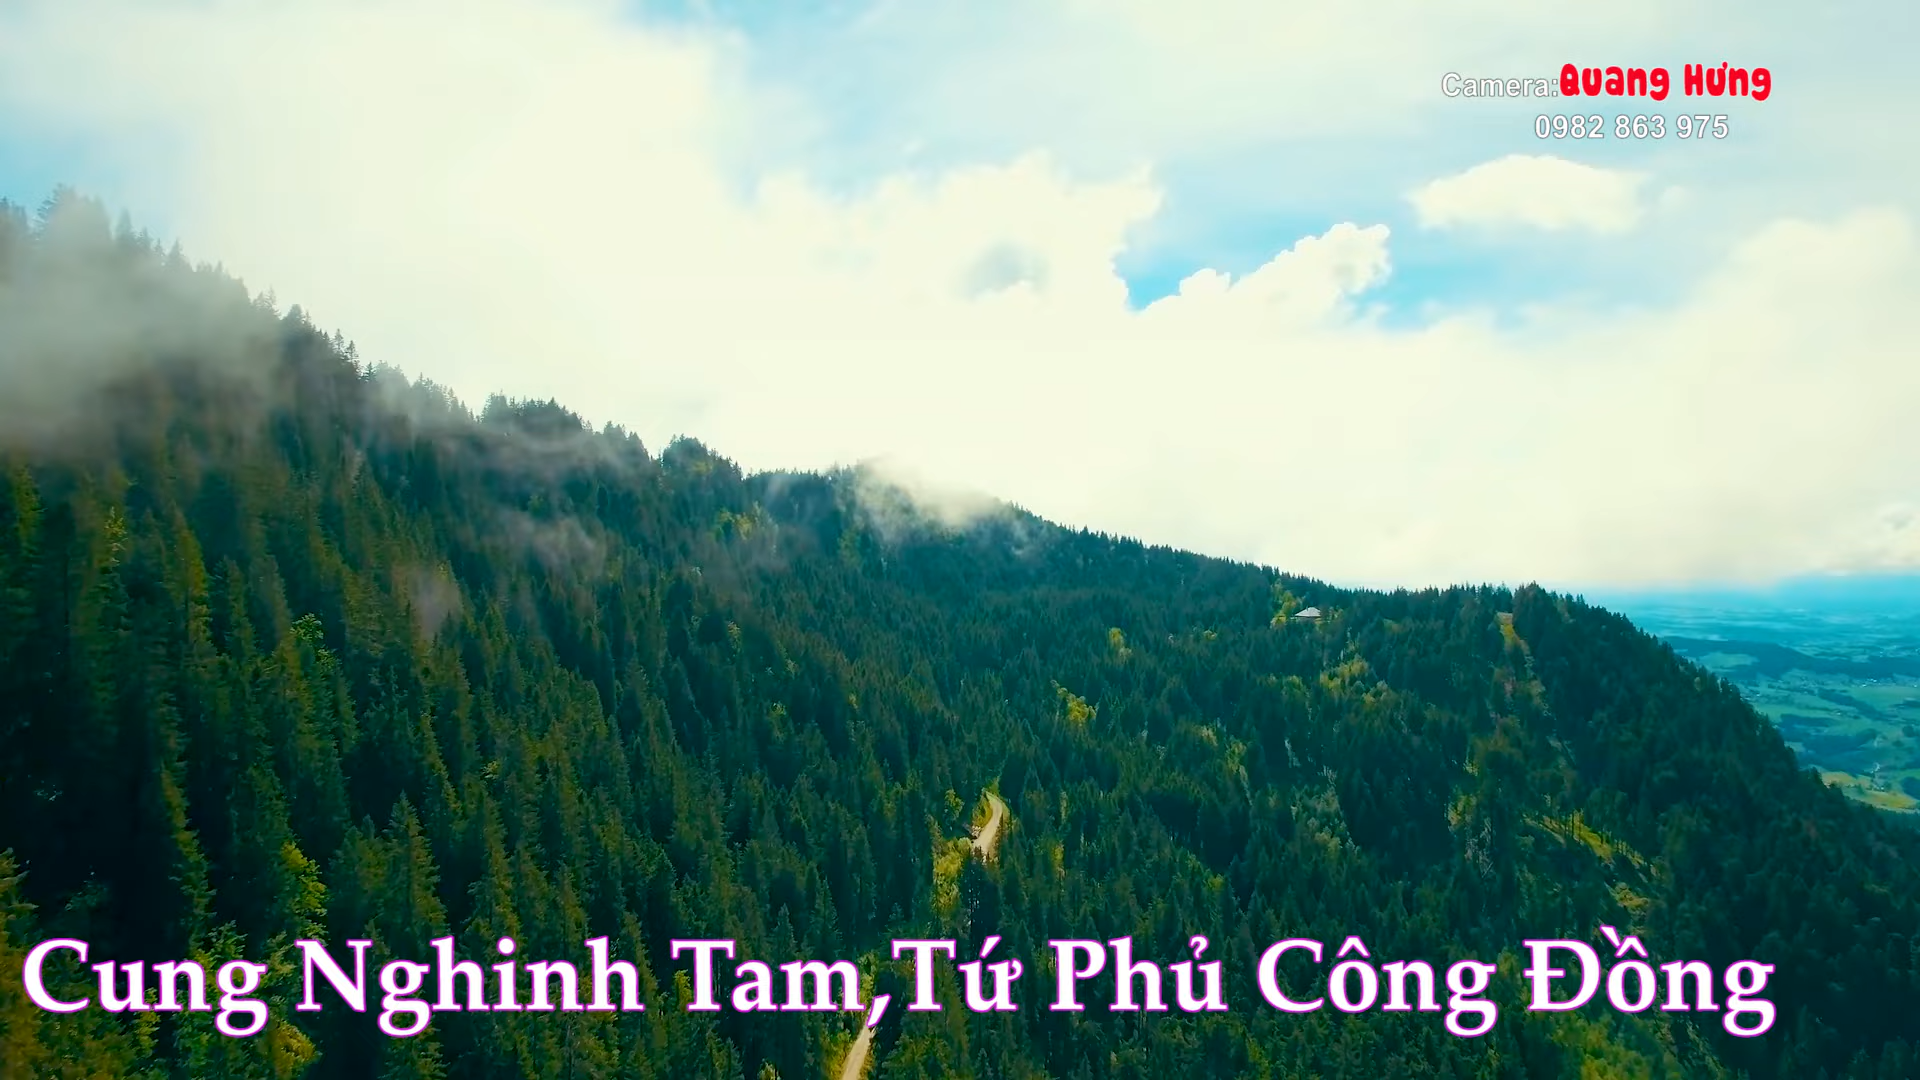 Camera:Quang Hưng
0982 863 975
Cung Nghinh Tam,Tứ Phủ Công Đồng